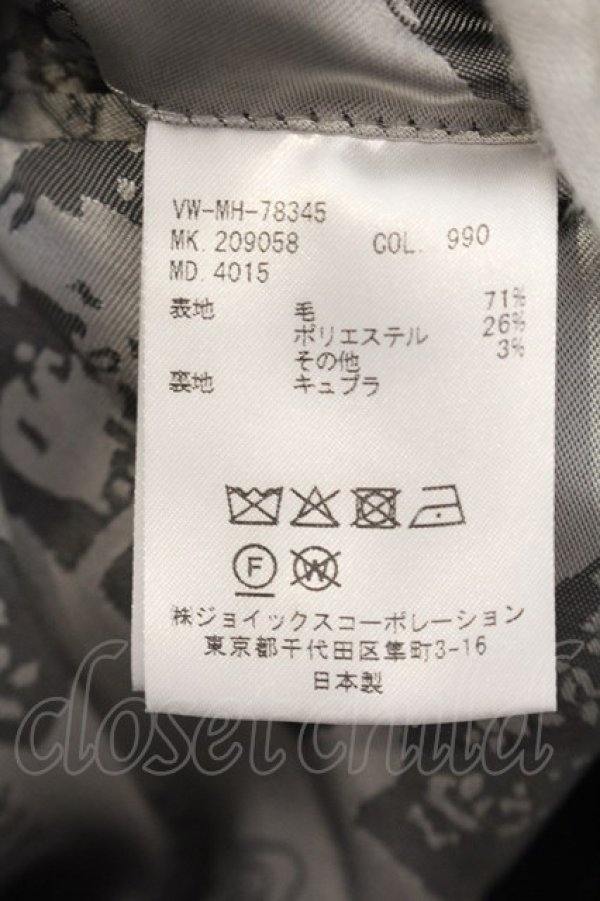 VW-MH-78345
MK. 209058 COL. 990
MD. 4015
表地 毛 71%
ポリエステル 26%
その他 3%
裏地 キュプラ
F W
㈱ジョイックスコーポレーション
東京都千代田区隼町3-16
日本製
closet child